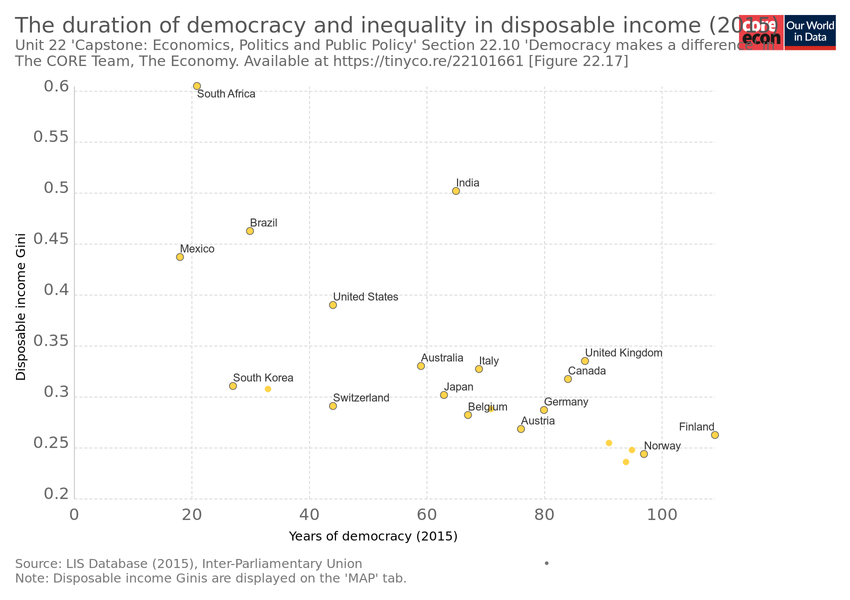 The duration of democracy and inequality in disposable income (2015)
Unit 22 'Capstone: Economics, Politics and Public Policy' Section 22.10 'Democracy makes a difference
The CORE Team, The Economy. Available at https://tinyco.re/22101661 [Figure 22.17]
core
econ
Our World
in Data
0.6
South Africa
0.55
0.5
India
Brazil
0.45
Mexico
0.4
United States
0.35
Australia
Italy
United Kingdom
Canada
South Korea
0.3
Switzerland
Japan
Belgium
Germany
Austria
Finland
0.25
Norway
0.2
0
20
40
60
80
100
Disposable income Gini
Years of democracy (2015)
Source: LIS Database (2015), Inter-Parliamentary Union
Note: Disposable income Ginis are displayed on the 'MAP' tab.